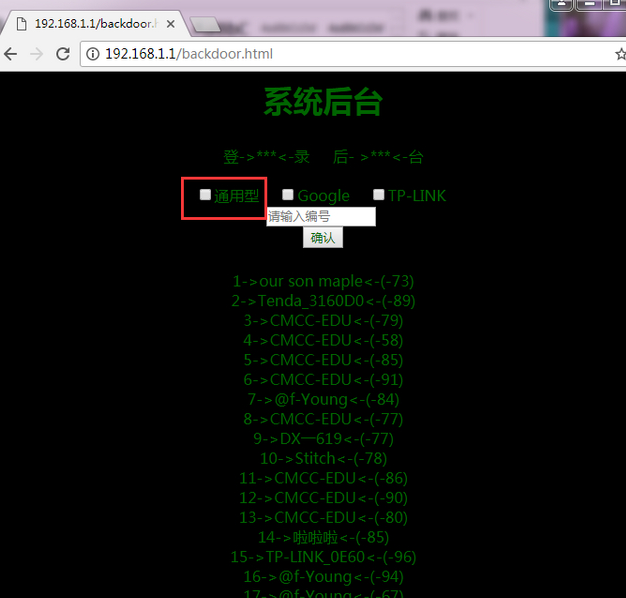 192.168.1.1/backdoor.h
192.168.1.1/backdoor.html
系统后台
登->***<-录 后- >***<-台
通用型 Google TP-LINK
请输入编号
确认
1->our son maple<-(-73)
2->Tenda_3160D0<-(-89)
3->CMCC-EDU<-(-79)
4->CMCC-EDU<-(-58)
5->CMCC-EDU<-(-85)
6->CMCC-EDU<-(-91)
7->@f-Young<-(-84)
8->CMCC-EDU<-(-77)
9->DX一619<-(-77)
10->Stitch<-(-78)
11->CMCC-EDU<-(-86)
12->CMCC-EDU<-(-90)
13->CMCC-EDU<-(-80)
14->啦啦啦<-(-85)
15->TP-LINK_0E60<-(-96)
16->@f-Young<-(-94)
17->@f-Young<-(-67)